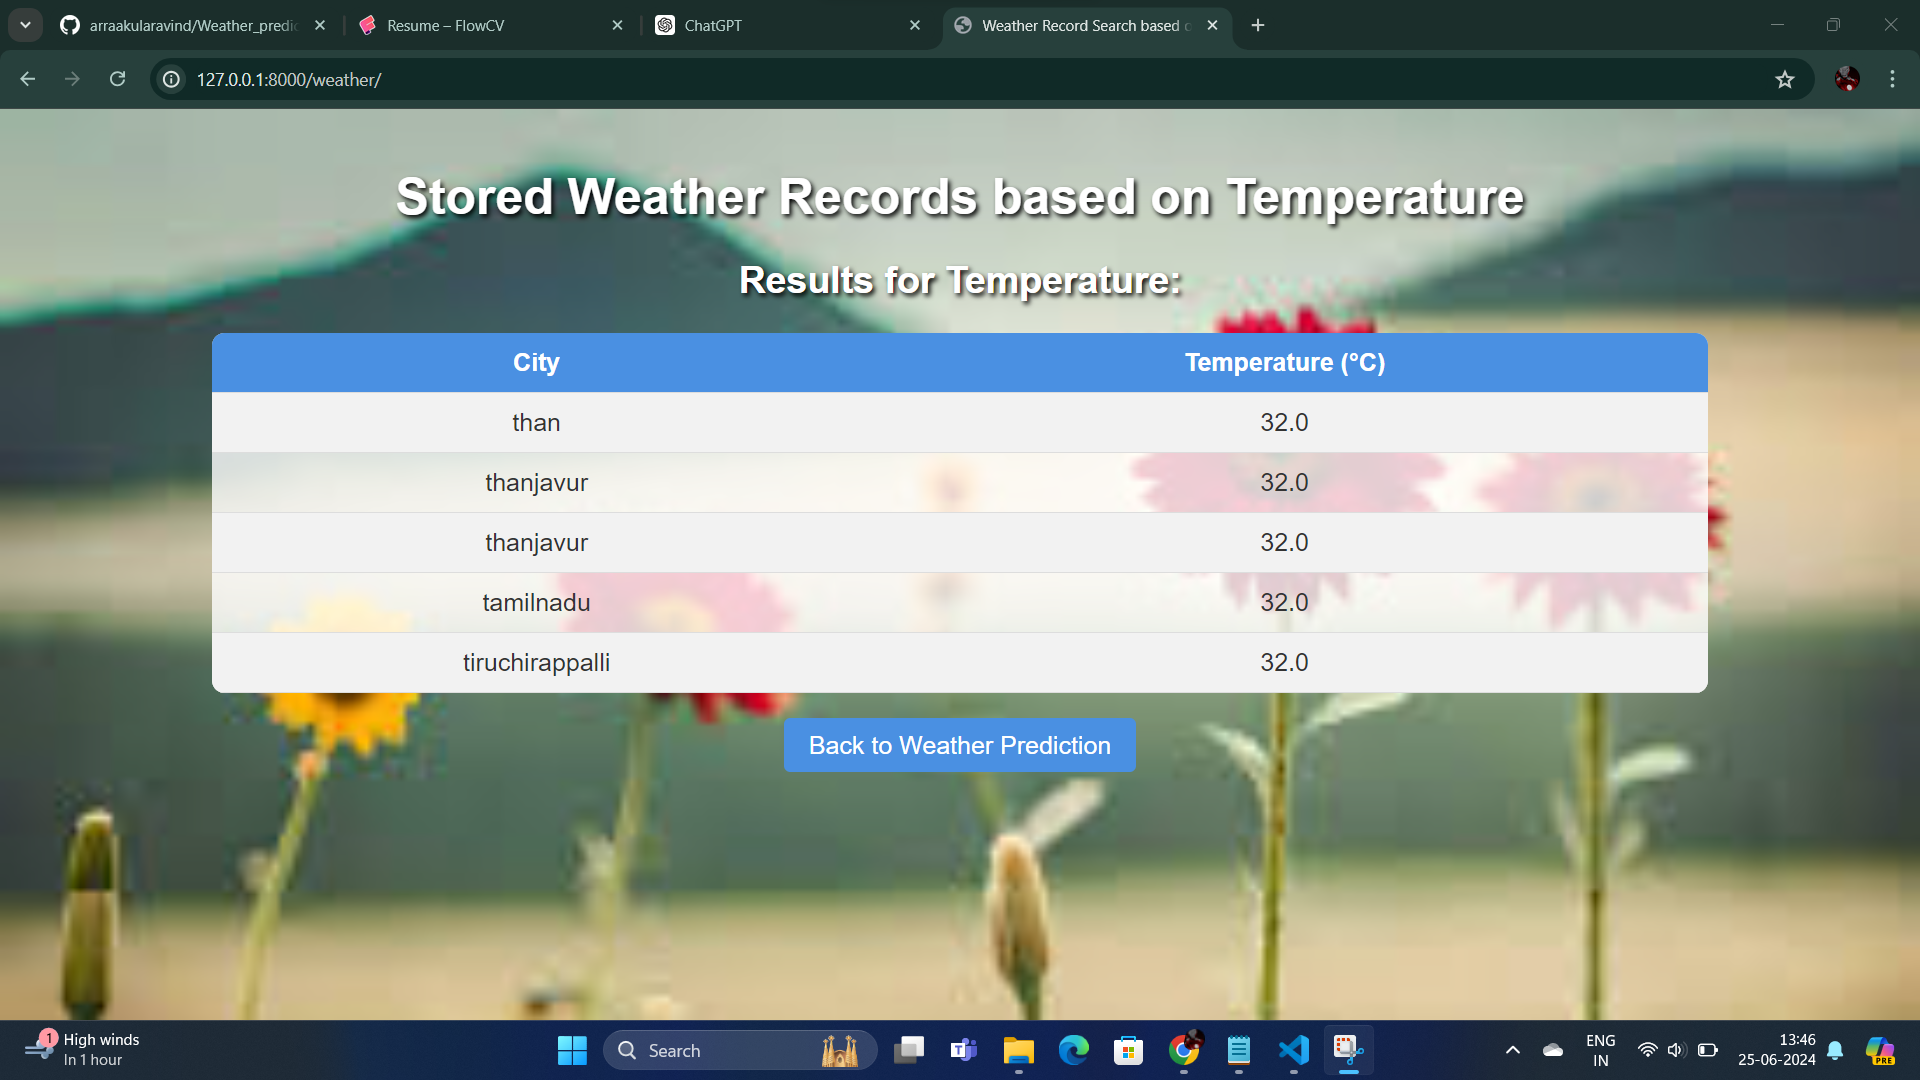 arraakularavind/Weather_predic
Resume – FlowCV
ChatGPT
Weather Record Search based o
127.0.0.1:8000/weather/
Stored Weather Records based on Temperature
Results for Temperature:
City Temperature (°C)
than 32.0
thanjavur 32.0
thanjavur 32.0
tamilnadu 32.0
tiruchirappalli 32.0
Back to Weather Prediction
1
High winds
In 1 hour
Search
T
ENG
IN
13:46
25-06-2024
PRE